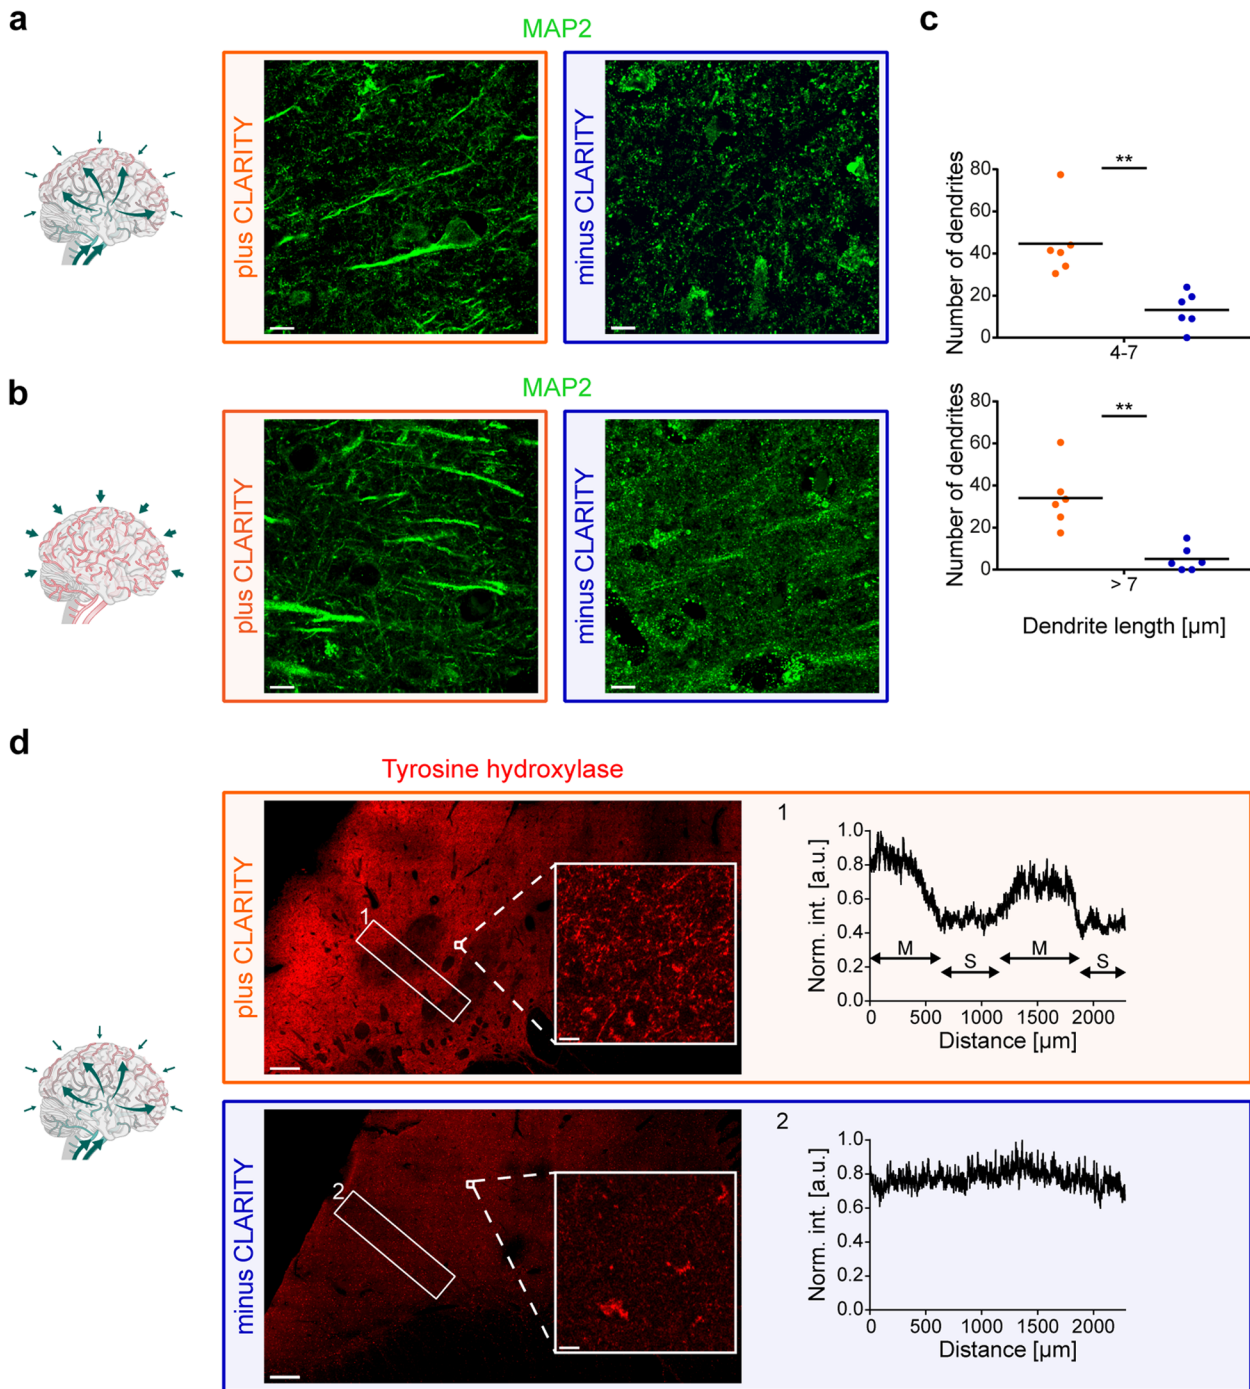 a
MAP2
plus CLARITY
minus CLARITY
c
Number of dendrites
80
60
40
20
0
**
4-7
b
MAP2
plus CLARITY
minus CLARITY
Number of dendrites
80
60
40
20
0
**
> 7
Dendrite length [µm]
d
Tyrosine hydroxylase
plus CLARITY
1
1
Norm. int. [a.u.]
1.0
0.8
0.6
0.4
0.2
0.0
M
S
M
S
0
500
1000
1500
2000
Distance [µm]
minus CLARITY
2
2
Norm. int. [a.u.]
1.0
0.8
0.6
0.4
0.2
0.0
0
500
1000
1500
2000
Distance [µm]